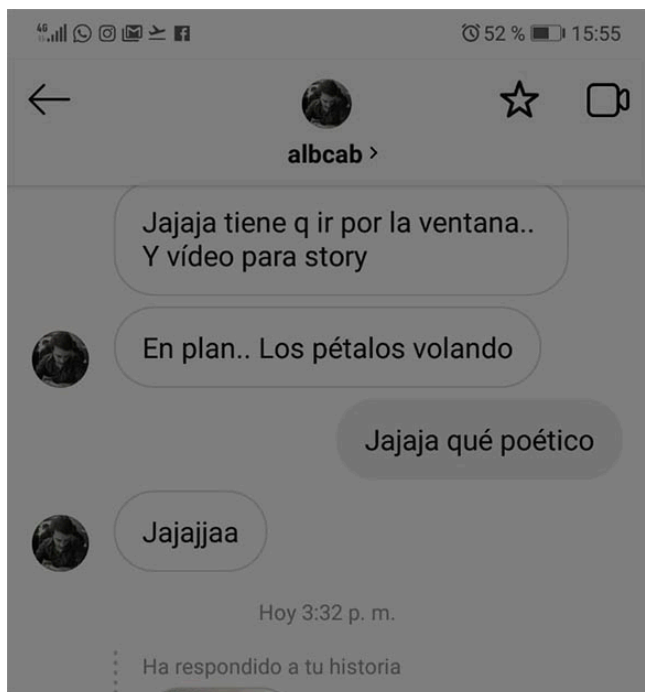 46
52 % 15:55
albcab >
Jajaja tiene q ir por la ventana..
Y vídeo para story
En plan.. Los pétalos volando
Jajaja qué poético
Jajajjaa
Hoy 3:32 p. m.
Ha respondido a tu historia